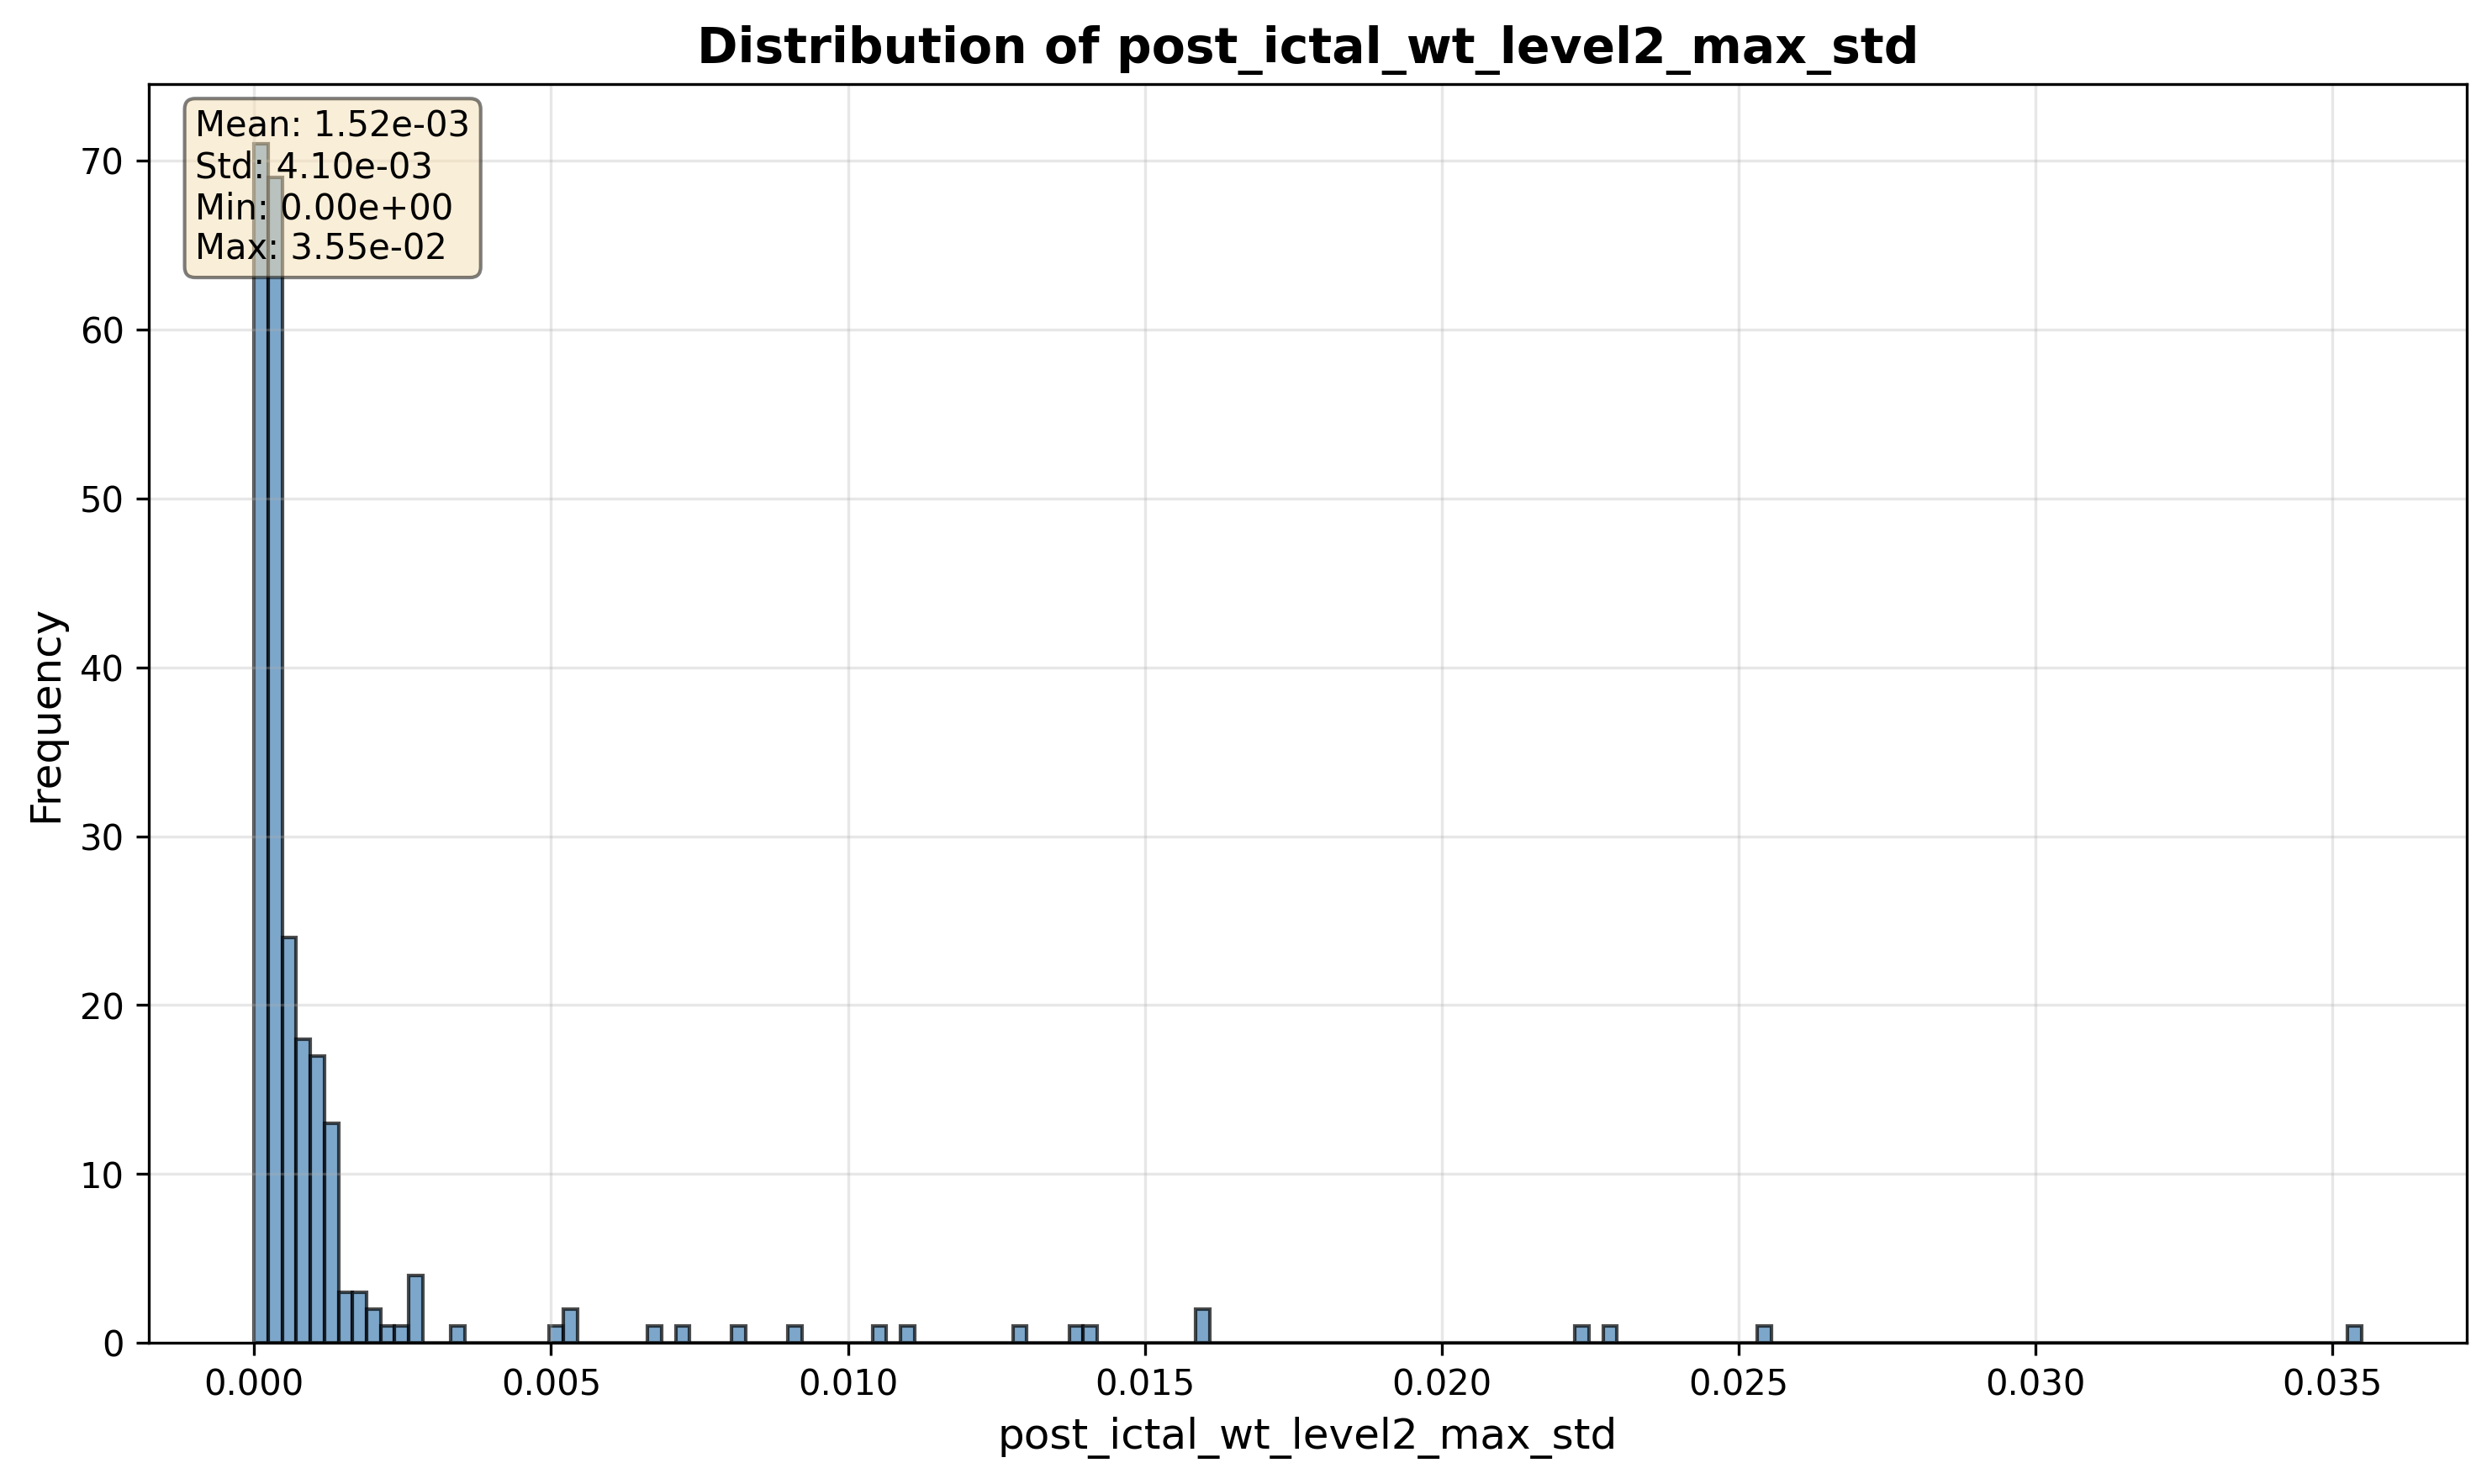 Distribution of post_ictal_wt_level2_max_std
Mean: 1.52e-03
Std: 4.10e-03
Min: 0.00e+00
Max: 3.55e-02
70
60
50
40
30
20
10
0
Frequency
0.000 0.005 0.010 0.015 0.020 0.025 0.030 0.035
post_ictal_wt_level2_max_std